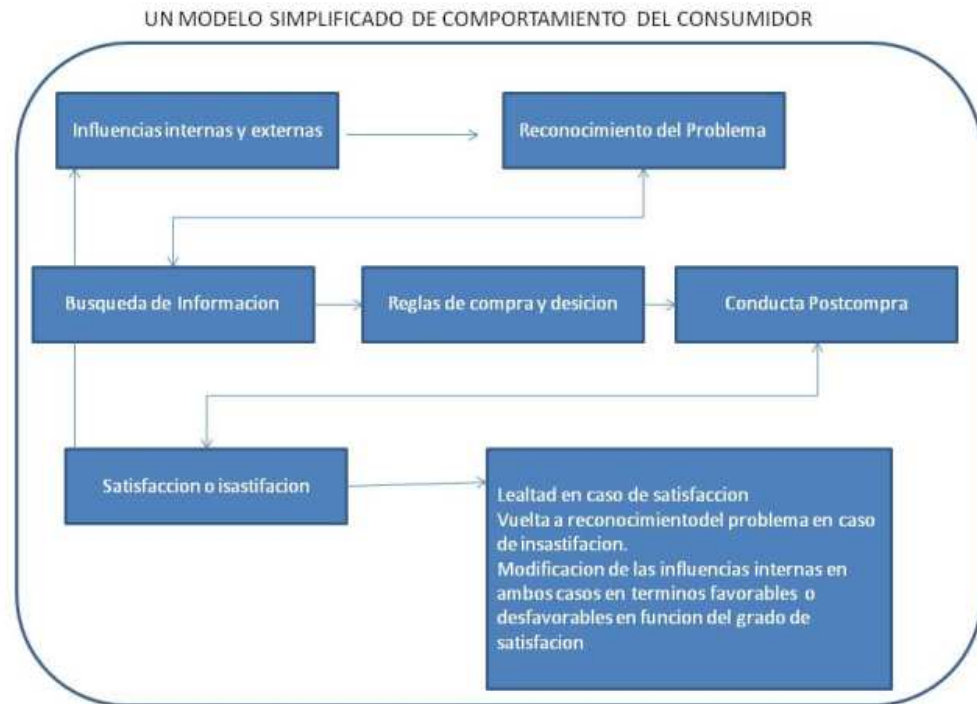 UN MODELO SIMPLIFICADO DE COMPORTAMIENTO DEL CONSUMIDOR
Influencias internas y externas
Reconocimiento del Problema
Busqueda de Informacion
Reglas de compra y desicion
Conducta Postcompra
Satisfaccion o isastifacion
Lealtad en caso de satisfaccion
Vuelta a reconocimientodel problema en caso
de insastifacion.
Modificacion de las influencias internas en
ambos casos en terminos favorables o
desfavorables en funcion del grado de
satisfacion